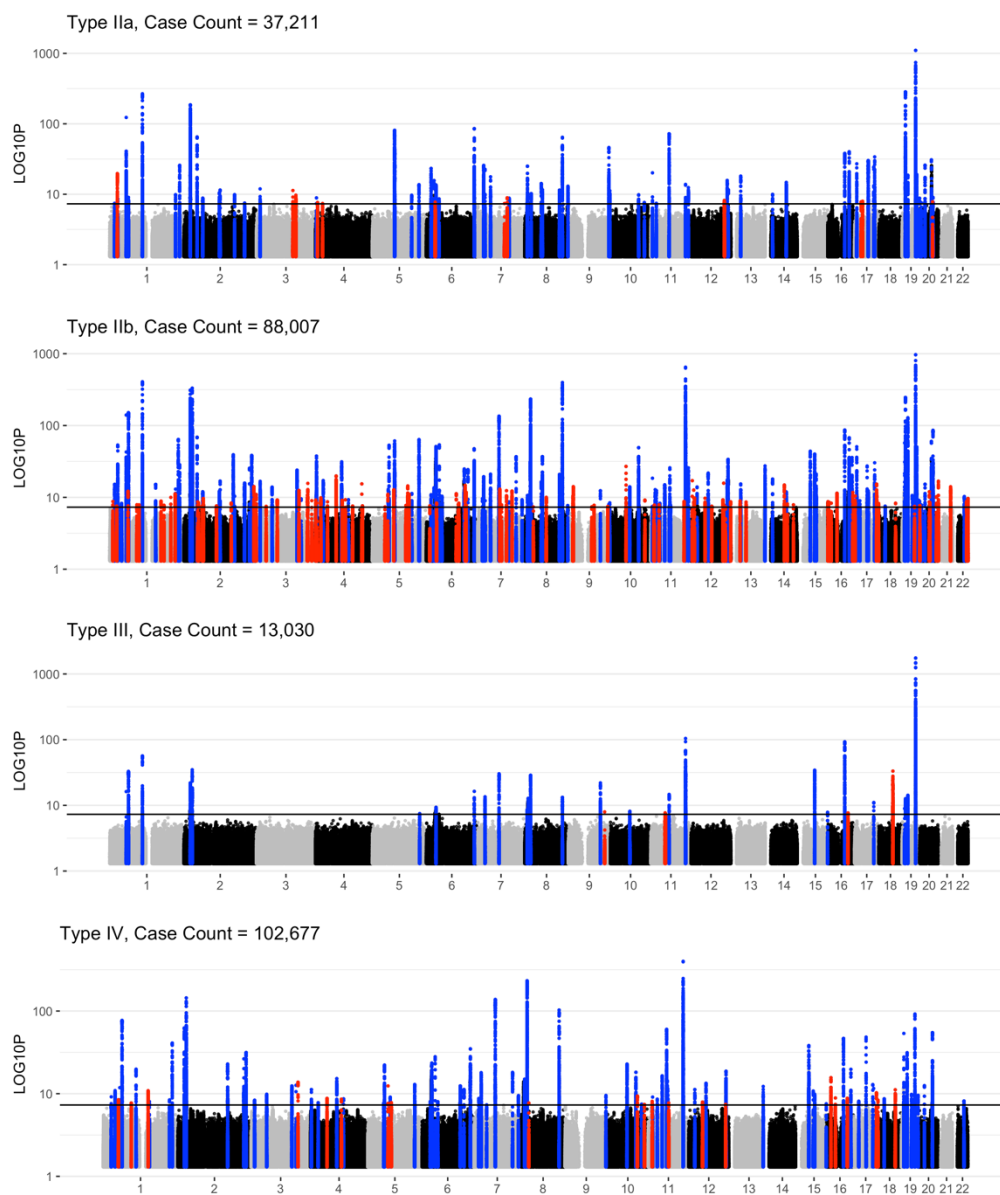 Type IIa, Case Count = 37,211
1000
100
10
1
LOG10P
1 2 3 4 5 6 7 8 9 10 11 12 13 14 15 16 17 18 19 20 21 22
Type IIb, Case Count = 88,007
1000
100
10
1
LOG10P
1 2 3 4 5 6 7 8 9 10 11 12 13 14 15 16 17 18 19 20 21 22
Type III, Case Count = 13,030
1000
100
10
1
LOG10P
1 2 3 4 5 6 7 8 9 10 11 12 13 14 15 16 17 18 19 20 21 22
Type IV, Case Count = 102,677
100
10
1
LOG10P
1 2 3 4 5 6 7 8 9 10 11 12 13 14 15 16 17 18 19 20 21 22